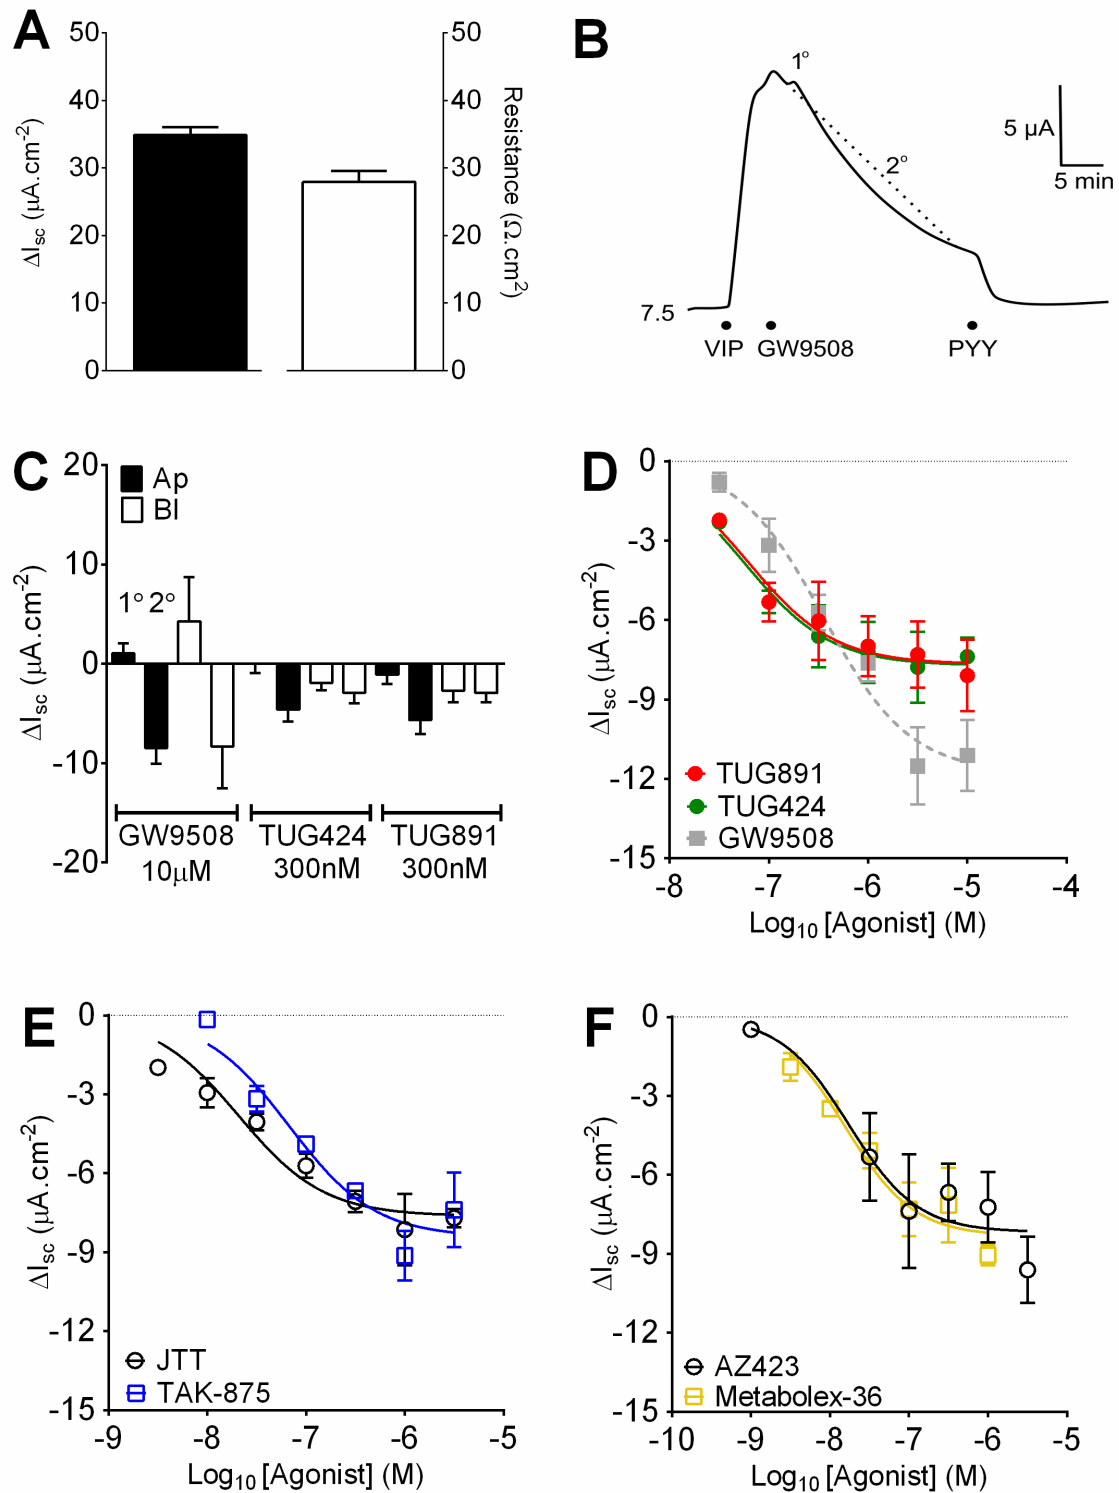 A
50
40
30
20
10
0
ΔIsc (μA.cm-2)
50
40
30
20
10
0
Resistance (Ω.cm2)
B
1°
2°
5 μA
5 min
7.5
VIP GW9508 PYY
C
20
10
0
-10
-20
ΔIsc (μA.cm-2)
Ap
Bl
1° 2°
GW9508 TUG424 TUG891
10μM 300nM 300nM
D
0
-3
-6
-9
-12
-15
ΔIsc (μA.cm-2)
TUG891
TUG424
GW9508
-8 -7 -6 -5 -4
Log10 [Agonist] (M)
E
0
-3
-6
-9
-12
-15
ΔIsc (μA.cm-2)
JTT
TAK-875
-9 -8 -7 -6 -5
Log10 [Agonist] (M)
F
0
-3
-6
-9
-12
-15
ΔIsc (μA.cm-2)
AZ423
Metabolex-36
-10 -9 -8 -7 -6 -5
Log10 [Agonist] (M)